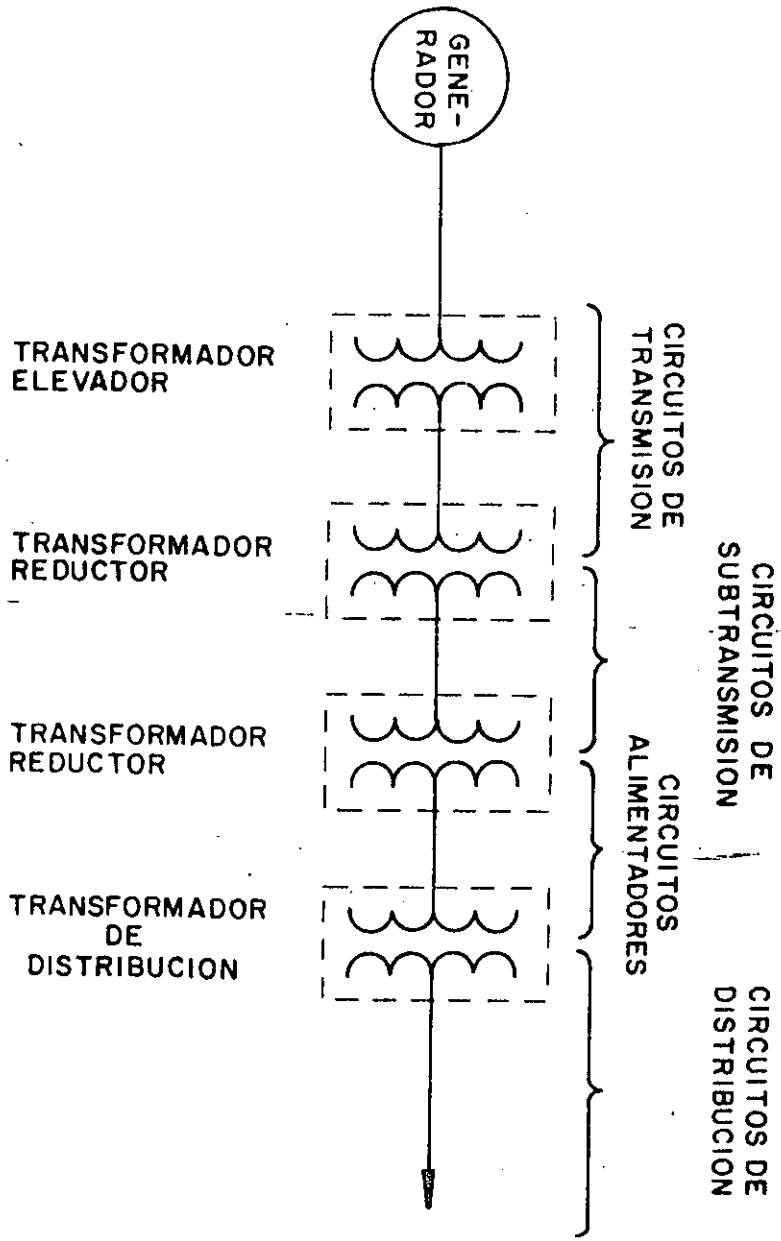 GENE-
RADOR
TRANSFORMADOR
ELEVADOR
CIRCUITOS DE
TRANSMISION
TRANSFORMADOR
REDUCTOR
CIRCUITOS DE
SUBTRANSMISION
TRANSFORMADOR
REDUCTOR
CIRCUITOS
ALIMENTADORES
TRANSFORMADOR
DE
DISTRIBUCION
CIRCUITOS DE
DISTRIBUCION